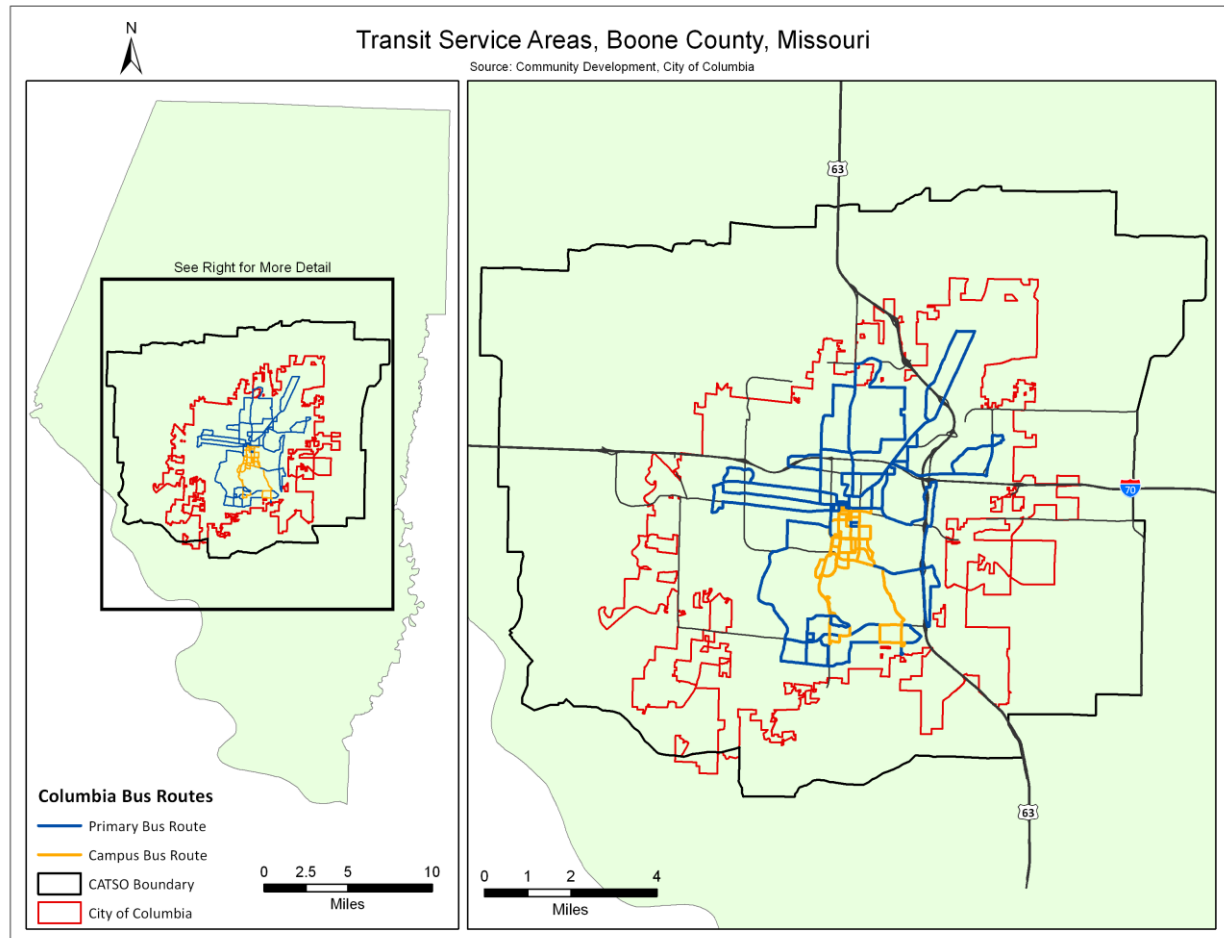 N
Transit Service Areas, Boone County, Missouri
Source: Community Development, City of Columbia
See Right for More Detail
63
70
63
Columbia Bus Routes
Primary Bus Route
Campus Bus Route
CATSO Boundary
City of Columbia
0 2.5 5 10
Miles
0 1 2 4
Miles